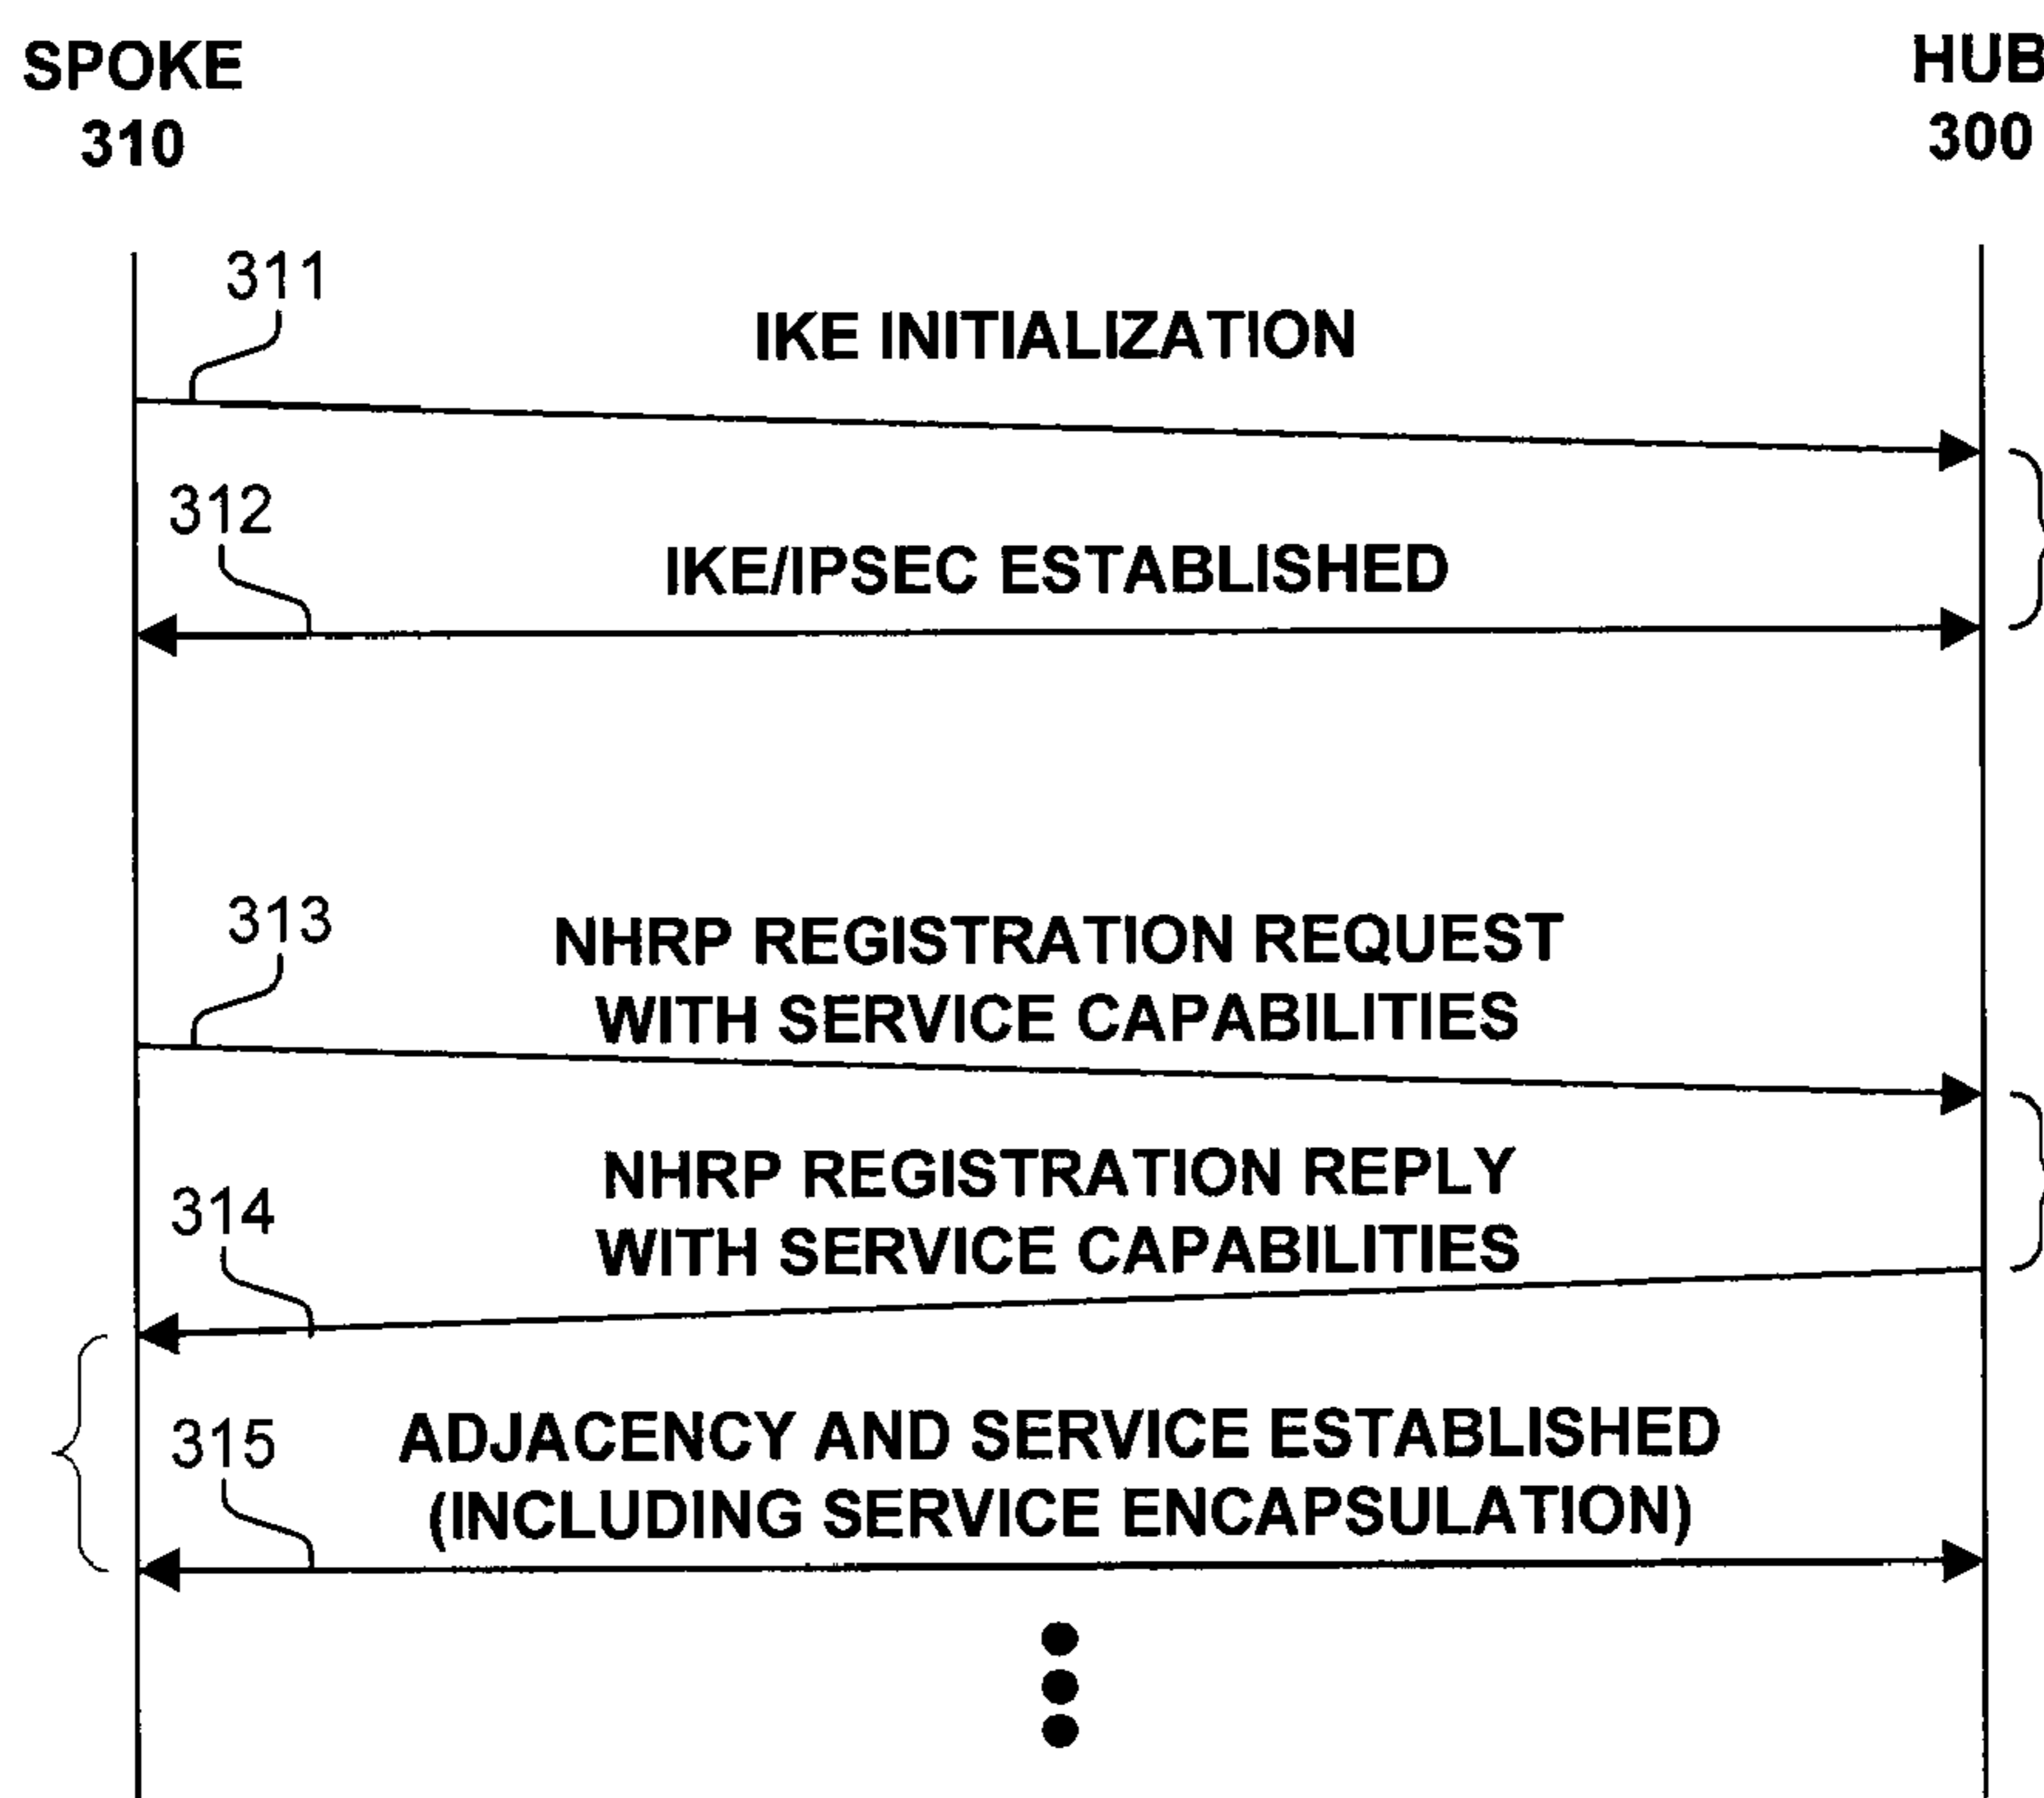 SPOKE
310
HUB
300
311
IKE INITIALIZATION
312
IKE/IPSEC ESTABLISHED
313
NHRP REGISTRATION REQUEST
WITH SERVICE CAPABILITIES
NHRP REGISTRATION REPLY
314
WITH SERVICE CAPABILITIES
315
ADJACENCY AND SERVICE ESTABLISHED
(INCLUDING SERVICE ENCAPSULATION)